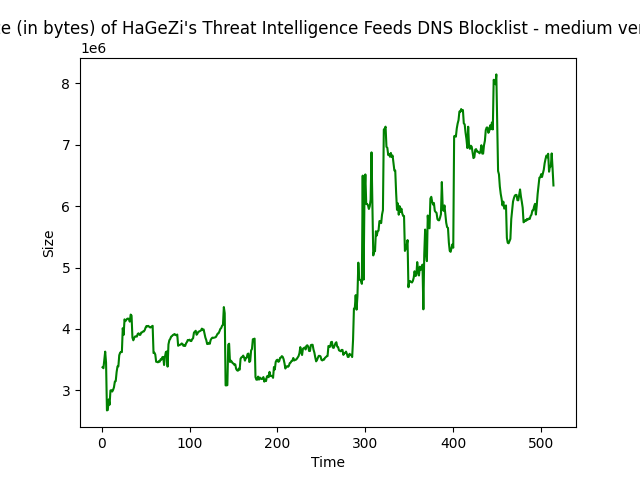 (in bytes) of HaGeZi's Threat Intelligence Feeds DNS Blocklist - medium
1e6
8
7
6
5
4
3
Size
0 100 200 300 400 500
Time